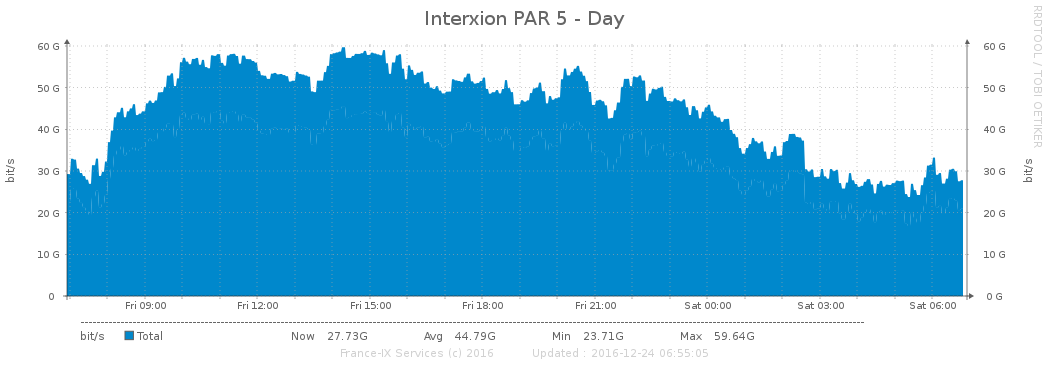 Interxion PAR 5 - Day
RRDTOOL / TOBI OETIKER
60 G 60 G
50 G 50 G
40 G 40 G
30 G 30 G
20 G 20 G
10 G 10 G
0 0 G
bit/s bit/s
Fri 09:00 Fri 12:00 Fri 15:00 Fri 18:00 Fri 21:00 Sat 00:00 Sat 03:00 Sat 06:00
bit/s Total Now 27.73G Avg 44.79G Min 23.71G Max 59.64G
France-IX Services (c) 2016 Updated : 2016-12-24 06:55:05